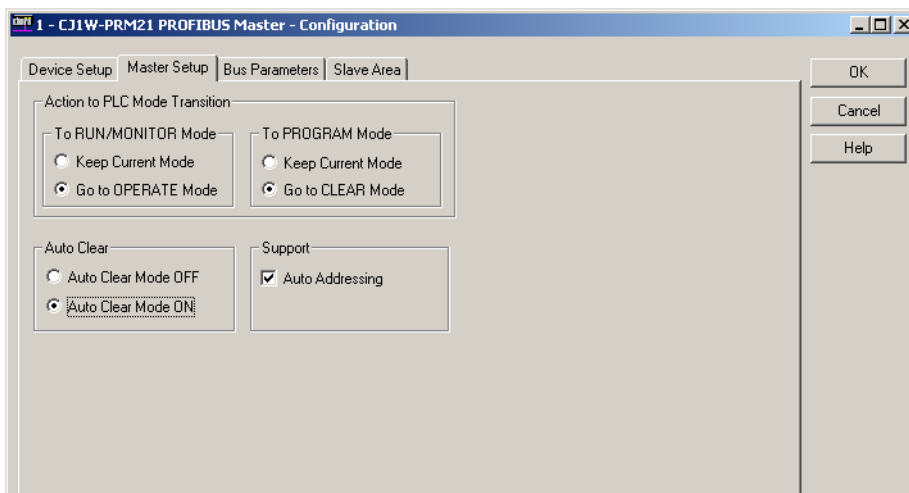 1 - CJ1W-PRM21 PROFIBUS Master - Configuration
Device Setup Master Setup Bus Parameters Slave Area
OK
Cancel
Help
Action to PLC Mode Transition
To RUN/MONITOR Mode
Keep Current Mode
Go to OPERATE Mode
To PROGRAM Mode
Keep Current Mode
Go to CLEAR Mode
Auto Clear
Auto Clear Mode OFF
Auto Clear Mode ON
Support
Auto Addressing